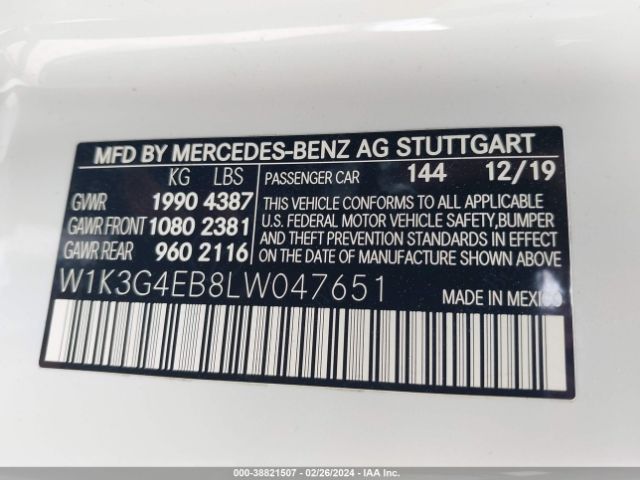 MFD BY MERCEDES-BENZ AG STUTTGART
KG LBS PASSENGER CAR 144 12/19
GVWR 1990 4387
GAWR FRONT 1080 2381
GAWR REAR 960 2116
THIS VEHICLE CONFORMS TO ALL APPLICABLE
U.S. FEDERAL MOTOR VEHICLE SAFETY, BUMPER
AND THEFT PREVENTION STANDARDS IN EFFECT
ON THE DATE OF MANUFACTURE SHOWN ABOVE
W1K3G4EB8LW047651 MADE IN MEXICO
000-38821507 - 02/26/2024 - IAAI.COM